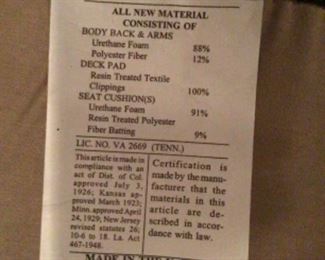 ALL NEW MATERIAL
CONSISTING OF
BODY BACK & ARMS
Urethane Foam 88%
Polyester Fiber 12%
DECK PAD
Resin Treated Textile
Clippings 100%
SEAT CUSHION(S)
Urethane Foam 91%
Resin Treated Polyester
Fiber Batting 9%
LIC. NO. VA 2669 (TENN.)
This article is made in
compliance with an
act of Dist. of Col.
approved July 3,
1926; Kansas ap-
proved March 1923;
Minn. approved April
24, 1929; New Jersey
revised statutes 26;
10-6 to 18. La. Act
467-1948.
Certification is
made by the manu-
facturer that the
materials in this
article are de-
scribed in
accordance with law.
MADE IN THE